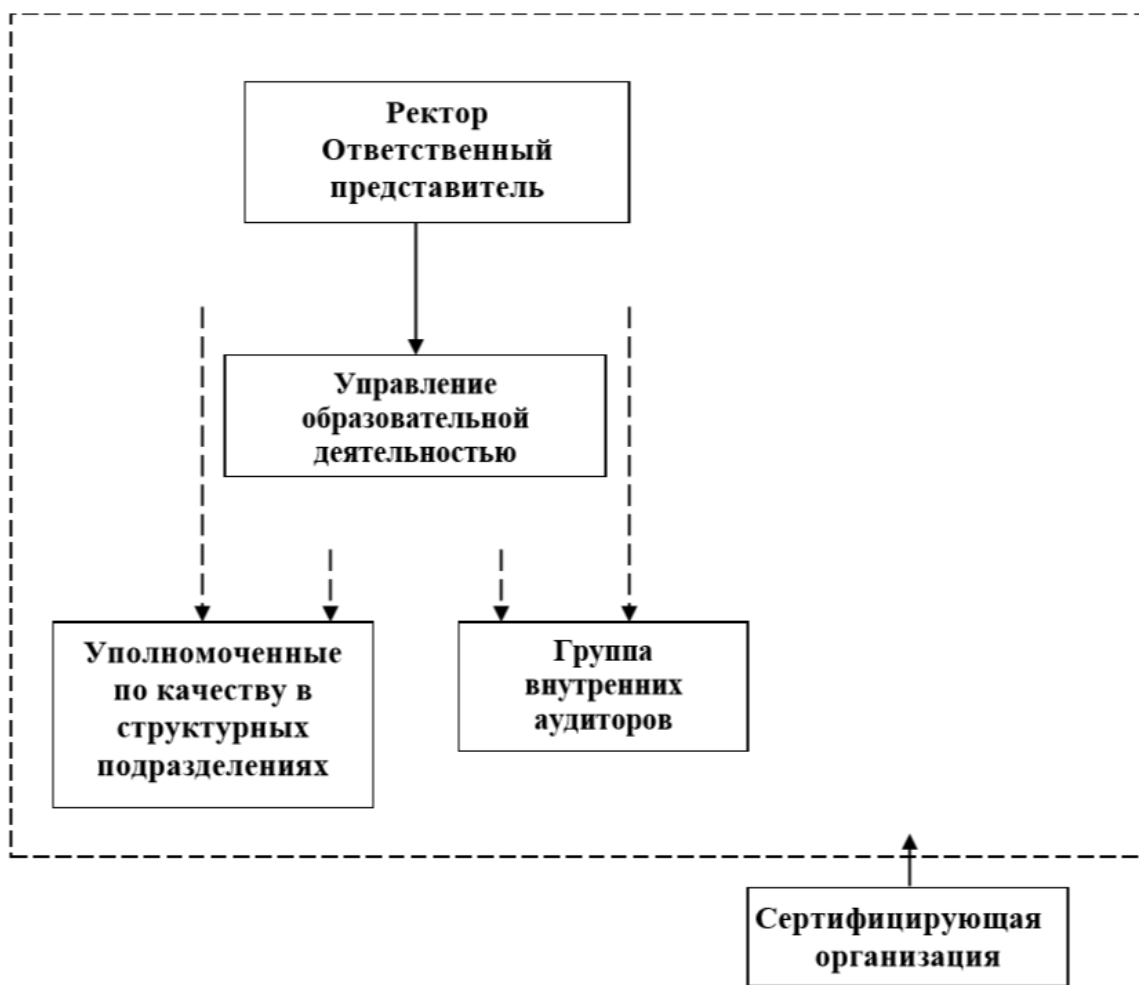 Ректор
Ответственный
представитель
Управление
образовательной
деятельностью
Уполномоченные
по качеству в
структурных
подразделениях
Группа
внутренних
аудиторов
Сертифицирующая
организация